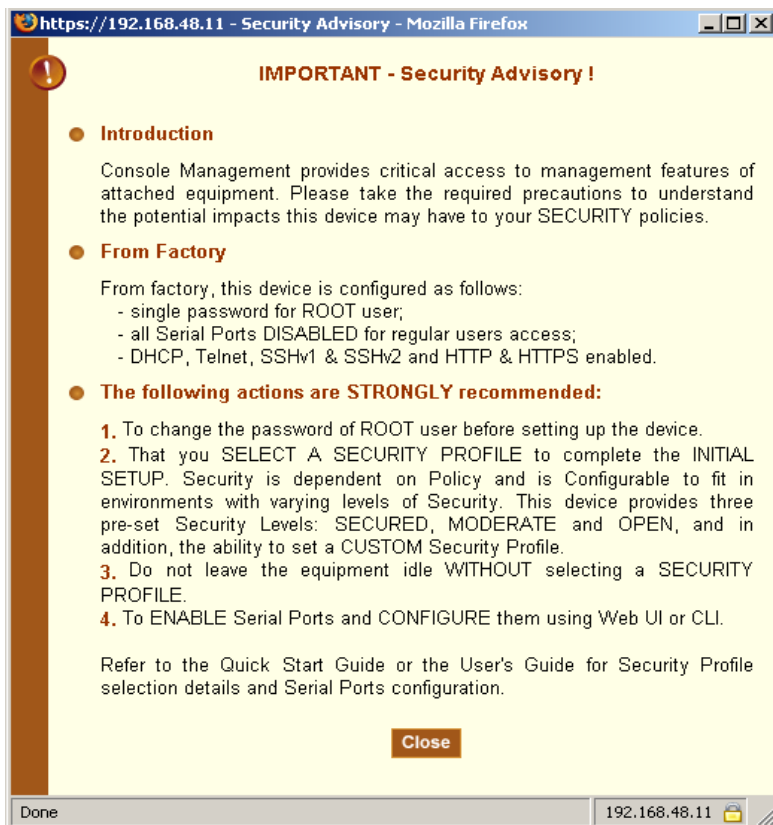 https://192.168.48.11 - Security Advisory - Mozilla Firefox
IMPORTANT - Security Advisory !
Introduction
Console Management provides critical access to management features of
attached equipment. Please take the required precautions to understand
the potential impacts this device may have to your SECURITY policies.
From Factory
From factory, this device is configured as follows:
- single password for ROOT user;
- all Serial Ports DISABLED for regular users access;
- DHCP, Telnet, SSHv1 & SSHv2 and HTTP & HTTPS enabled.
The following actions are STRONGLY recommended:
1. To change the password of ROOT user before setting up the device.
2. That you SELECT A SECURITY PROFILE to complete the INITIAL
SETUP. Security is dependent on Policy and is Configurable to fit in
environments with varying levels of Security. This device provides three
pre-set Security Levels: SECURED, MODERATE and OPEN, and in
addition, the ability to set a CUSTOM Security Profile.
3. Do not leave the equipment idle WITHOUT selecting a SECURITY
PROFILE.
4. To ENABLE Serial Ports and CONFIGURE them using Web UI or CLI.
Refer to the Quick Start Guide or the User's Guide for Security Profile
selection details and Serial Ports configuration.
Close
Done
192.168.48.11